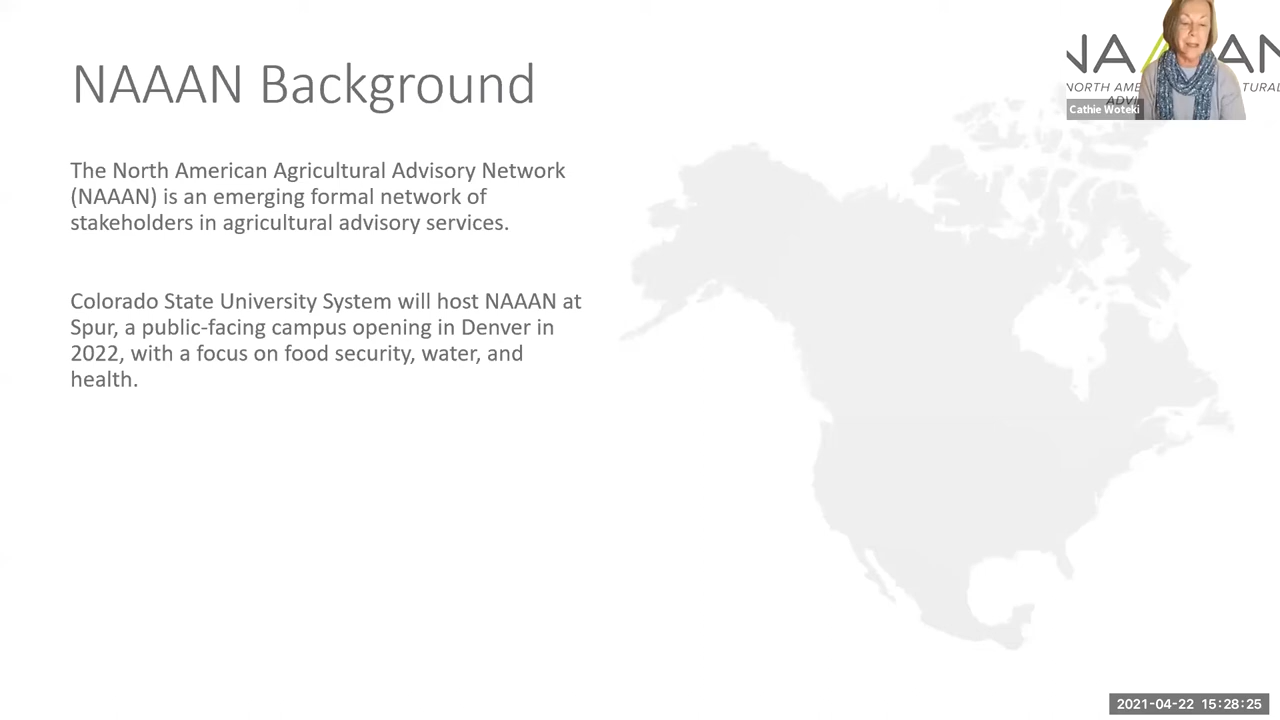 NAAAN Background
The North American Agricultural Advisory Network
(NAAAN) is an emerging formal network of
stakeholders in agricultural advisory services.
Colorado State University System will host NAAAN at
Spur, a public-facing campus opening in Denver in
2022, with a focus on food security, water, and
health.
Cathie Woteki
2021-04-22 15:28:25